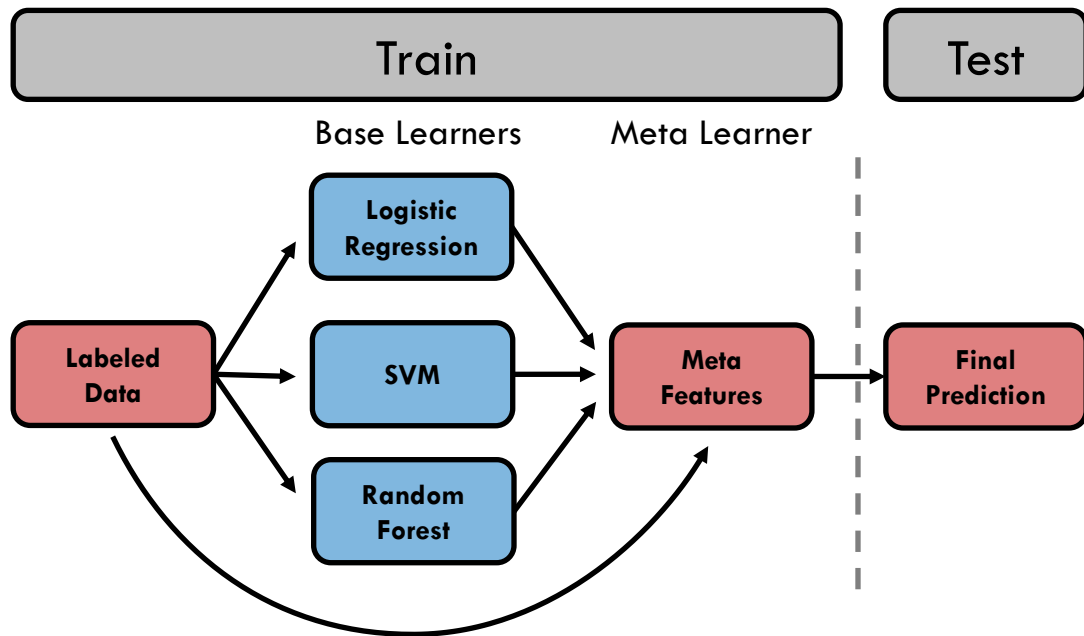 Train
Test
Base Learners
Meta Learner
Logistic
Regression
Labeled
Data
SVM
Meta
Features
Final
Prediction
Random
Forest